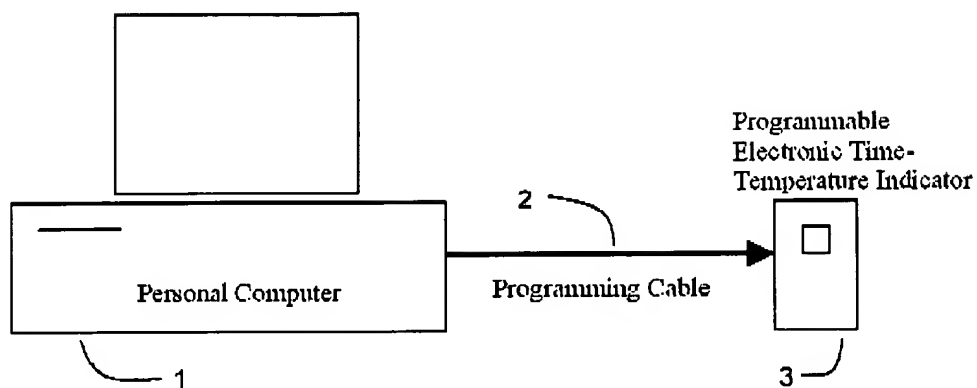 Programmable
Electronic Time-
Temperature Indicator
2
Personal Computer
Programming Cable
1
3